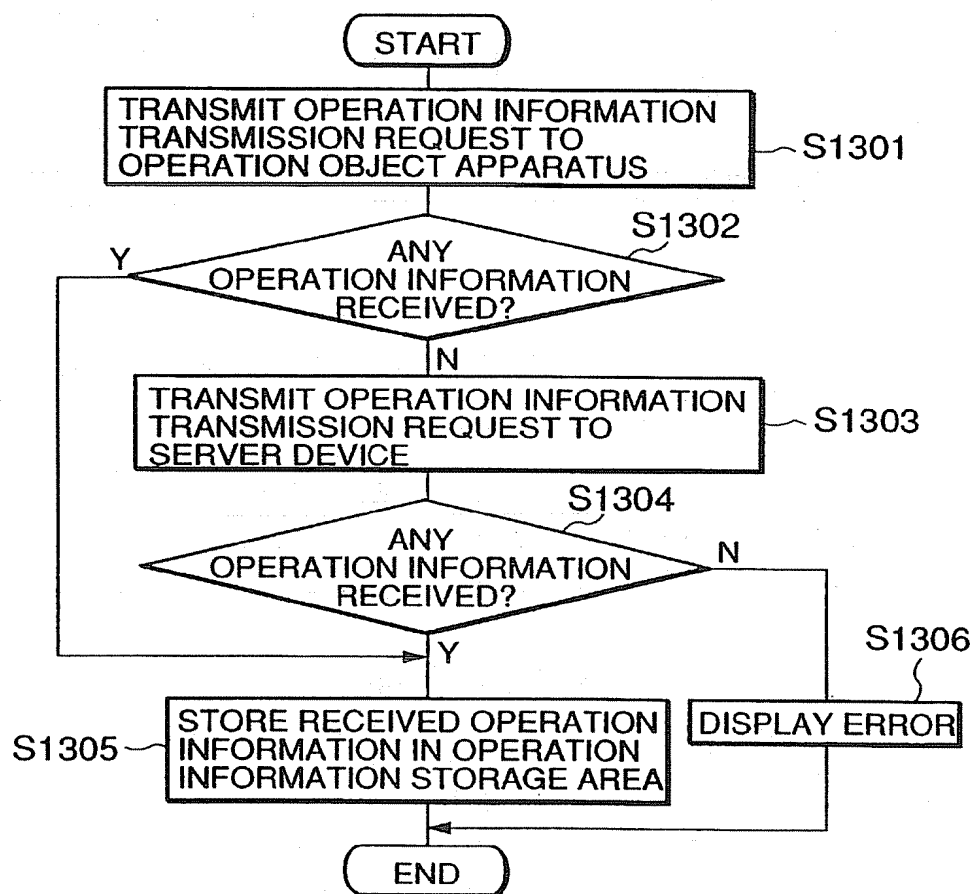 START
TRANSMIT OPERATION INFORMATION
TRANSMISSION REQUEST TO
OPERATION OBJECT APPARATUS
S1301
S1302
Y
ANY
OPERATION INFORMATION
RECEIVED?
N
TRANSMIT OPERATION INFORMATION
TRANSMISSION REQUEST TO
SERVER DEVICE
S1303
S1304
ANY
OPERATION INFORMATION
RECEIVED?
N
Y
S1306
DISPLAY ERROR
S1305
STORE RECEIVED OPERATION
INFORMATION IN OPERATION
INFORMATION STORAGE AREA
END